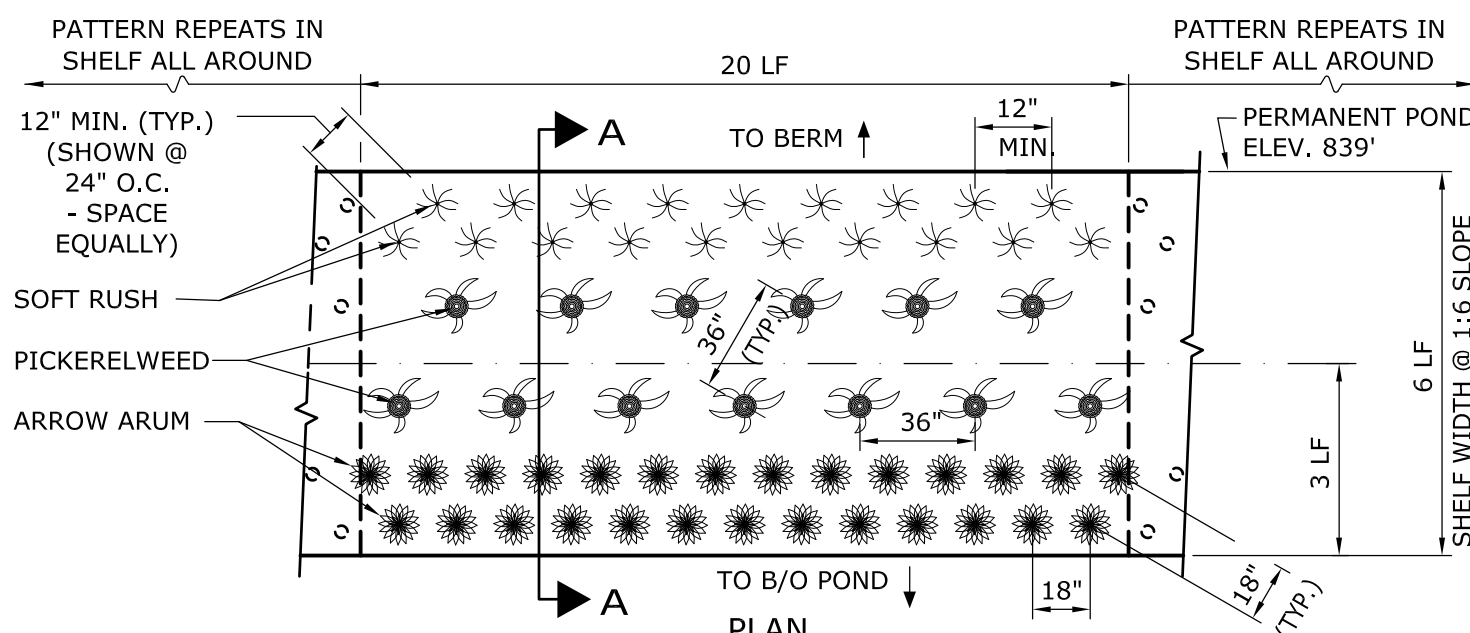 PATTERN REPEATS IN
SHELF ALL AROUND
20 LF
PATTERN REPEATS IN
SHELF ALL AROUND
12" MIN. (TYP.)
(SHOWN @
24" O.C.
- SPACE
EQUALLY)
A
TO BERM
12"
MIN.
PERMANENT POND
ELEV. 839'
SOFT RUSH
PICKERELWEED
ARROW ARUM
36"
(TYP.)
36"
3 LF
6 LF
SHELF WIDTH @ 1:6 SLOPE
A
TO B/O POND
18"
18"
(TYP.)
PLAN